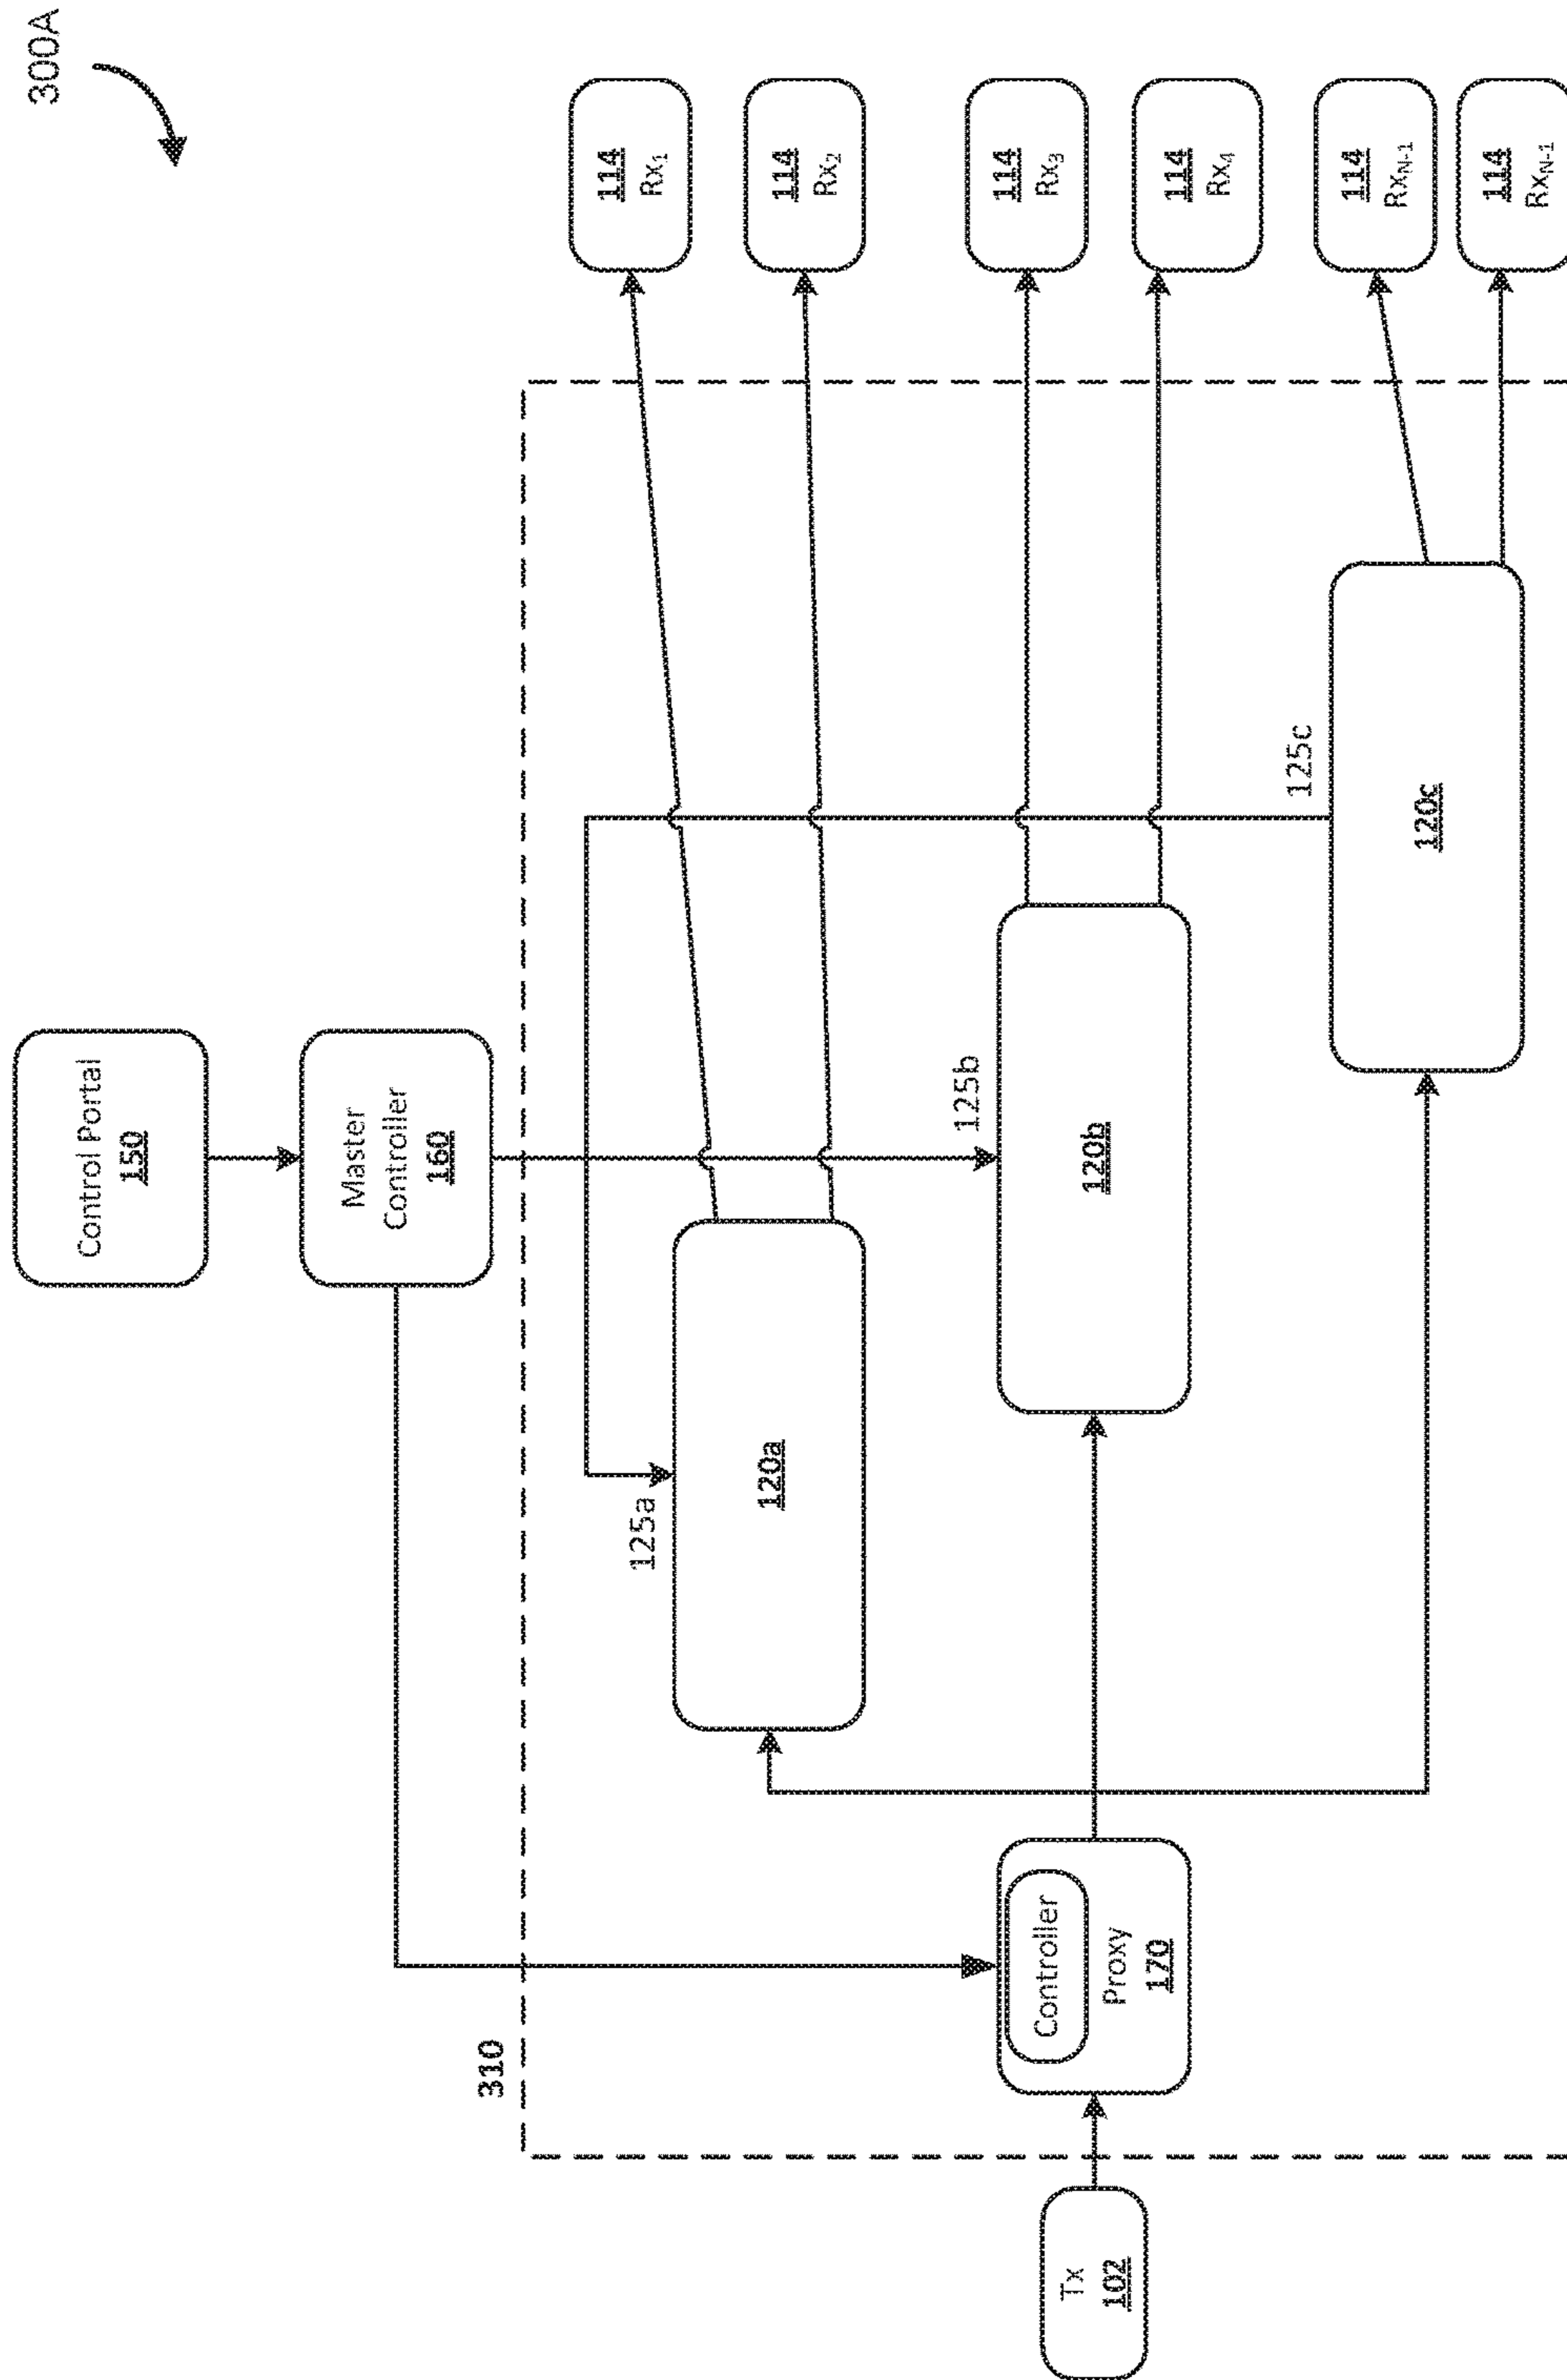 300A
Control Portal
150
Master
Controller
160
310
114
Rx1
114
Rx2
114
Rx3
114
Rx4
114
RxN-1
114
RxN-1
125a
120a
125b
120b
125c
120c
Controller
Proxy
170
Tx
102